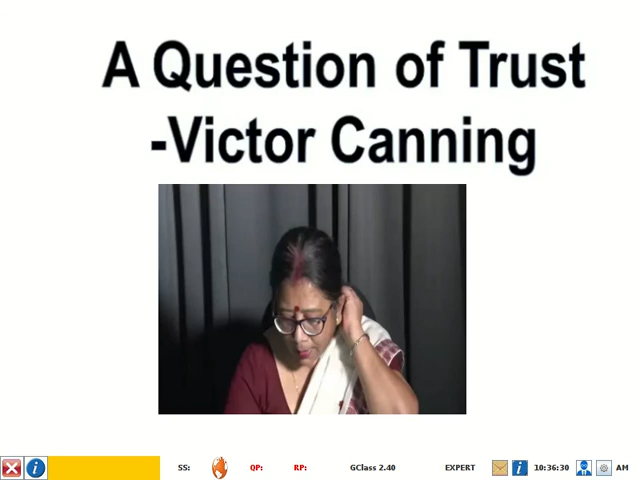 A Question of Trust
-Victor Canning
SS: QP: RP: GClass 2.40 EXPERT 10:36:30 AM